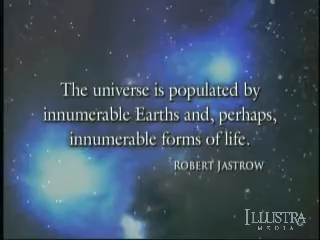 The universe is populated by
innumerable Earths and, perhaps,
innumerable forms of life.
ROBERT JASTROW
ILLUSTRA
MEDIA